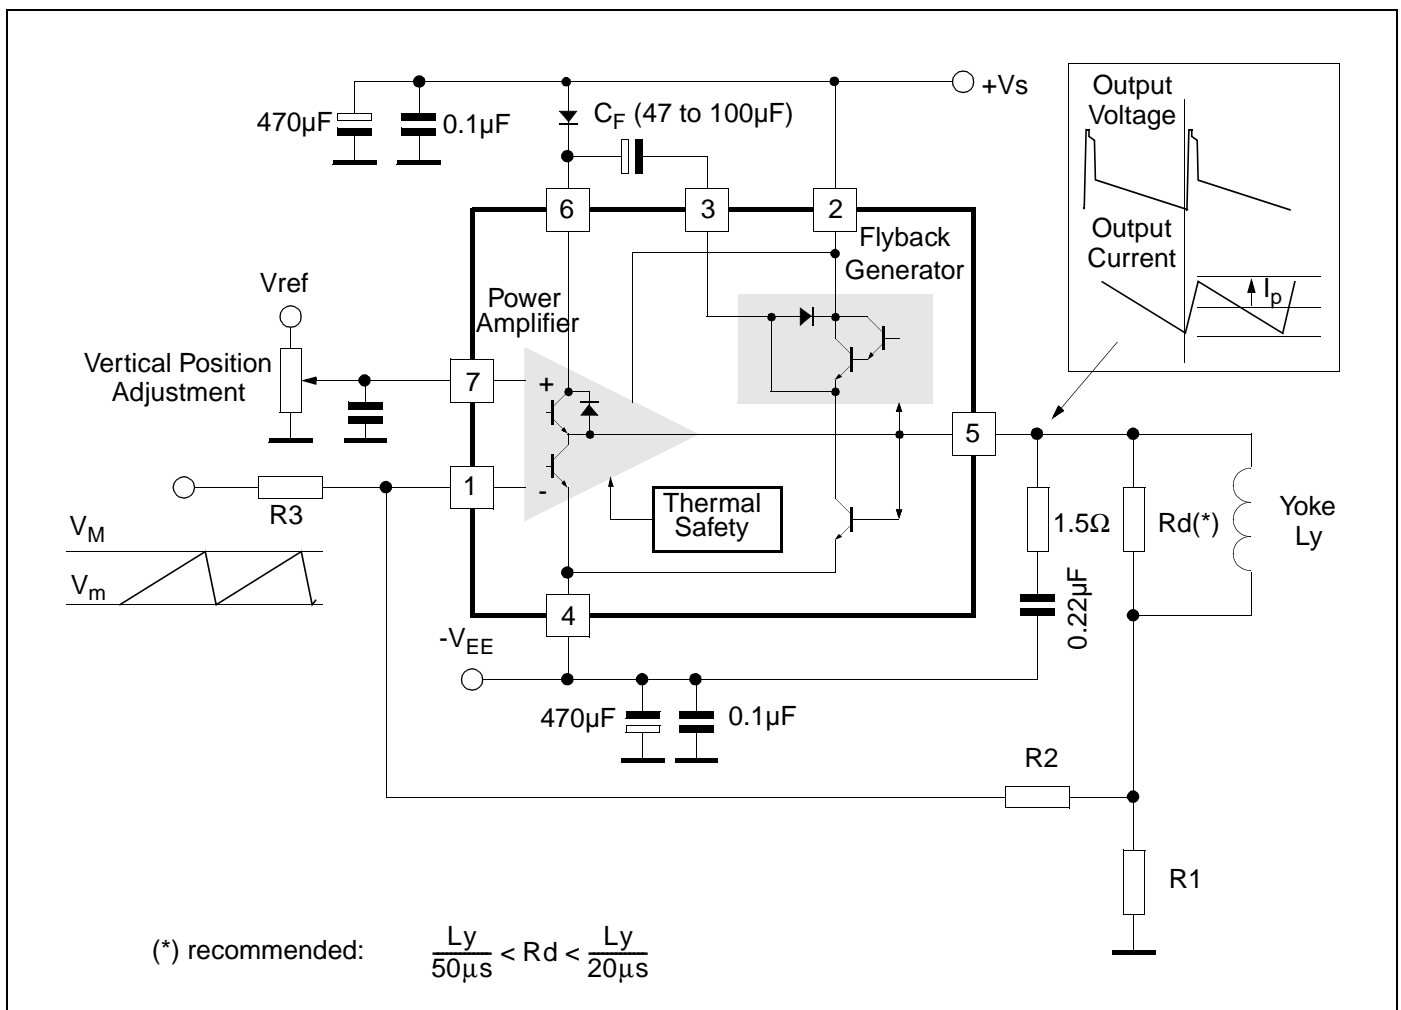 +Vs
470µF
0.1µF
C_F (47 to 100µF)
Output
Voltage
Output
Current
I_p
6
3
2
Flyback
Generator
Vref
Power
Amplifier
Vertical Position
Adjustment
7
+
5
1
-
R3
Thermal
Safety
1.5Ω
Rd(*)
Yoke
Ly
V_M
V_m
0.22µF
4
-V_EE
470µF
0.1µF
R2
R1
(*) recommended: Ly/50µs < Rd < Ly/20µs